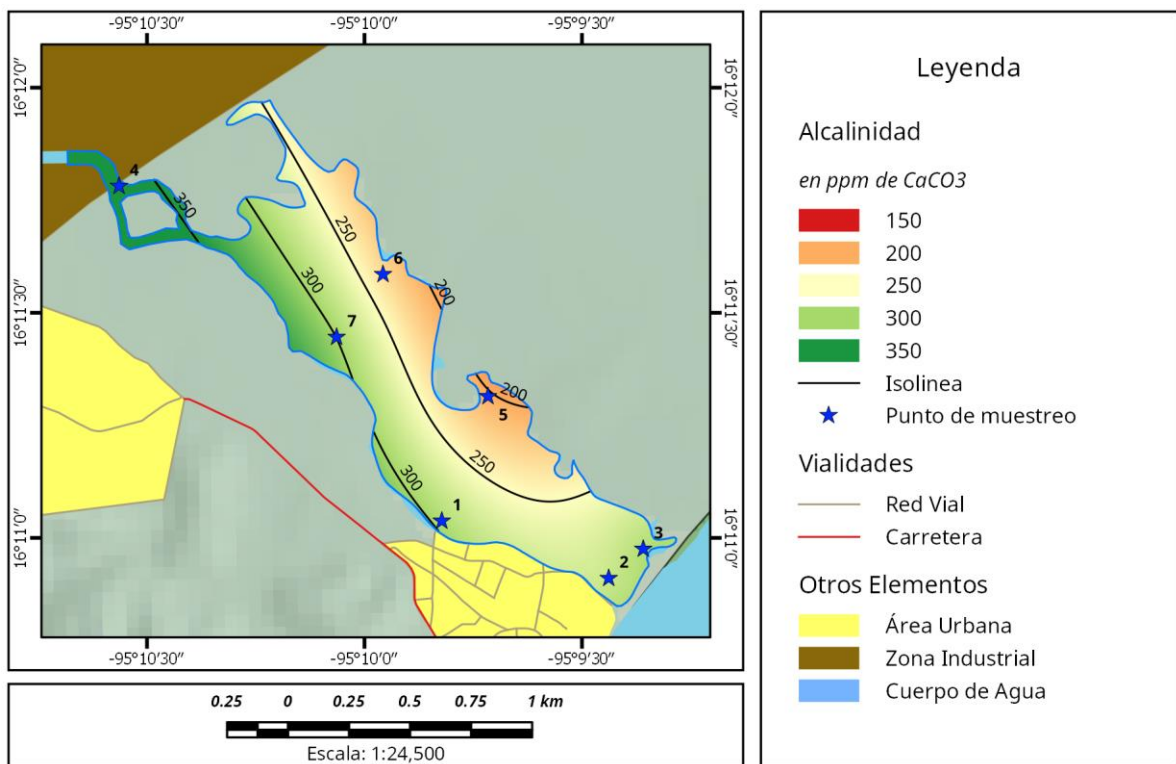 -95°10'30"
-95°10'0"
-95°9'30"
16°12'0"
16°12'0"
4
350
250
6
300
200
7
16°11'30"
16°11'30"
200
5
250
300
1
3
2
16°11'0"
16°11'0"
-95°10'30"
-95°10'0"
-95°9'30"
0.25 0 0.25 0.5 0.75 1 km
Escala: 1:24,500
Leyenda
Alcalinidad
en ppm de CaCO3
150
200
250
300
350
Isolinea
Punto de muestreo
Vialidades
Red Vial
Carretera
Otros Elementos
Área Urbana
Zona Industrial
Cuerpo de Agua